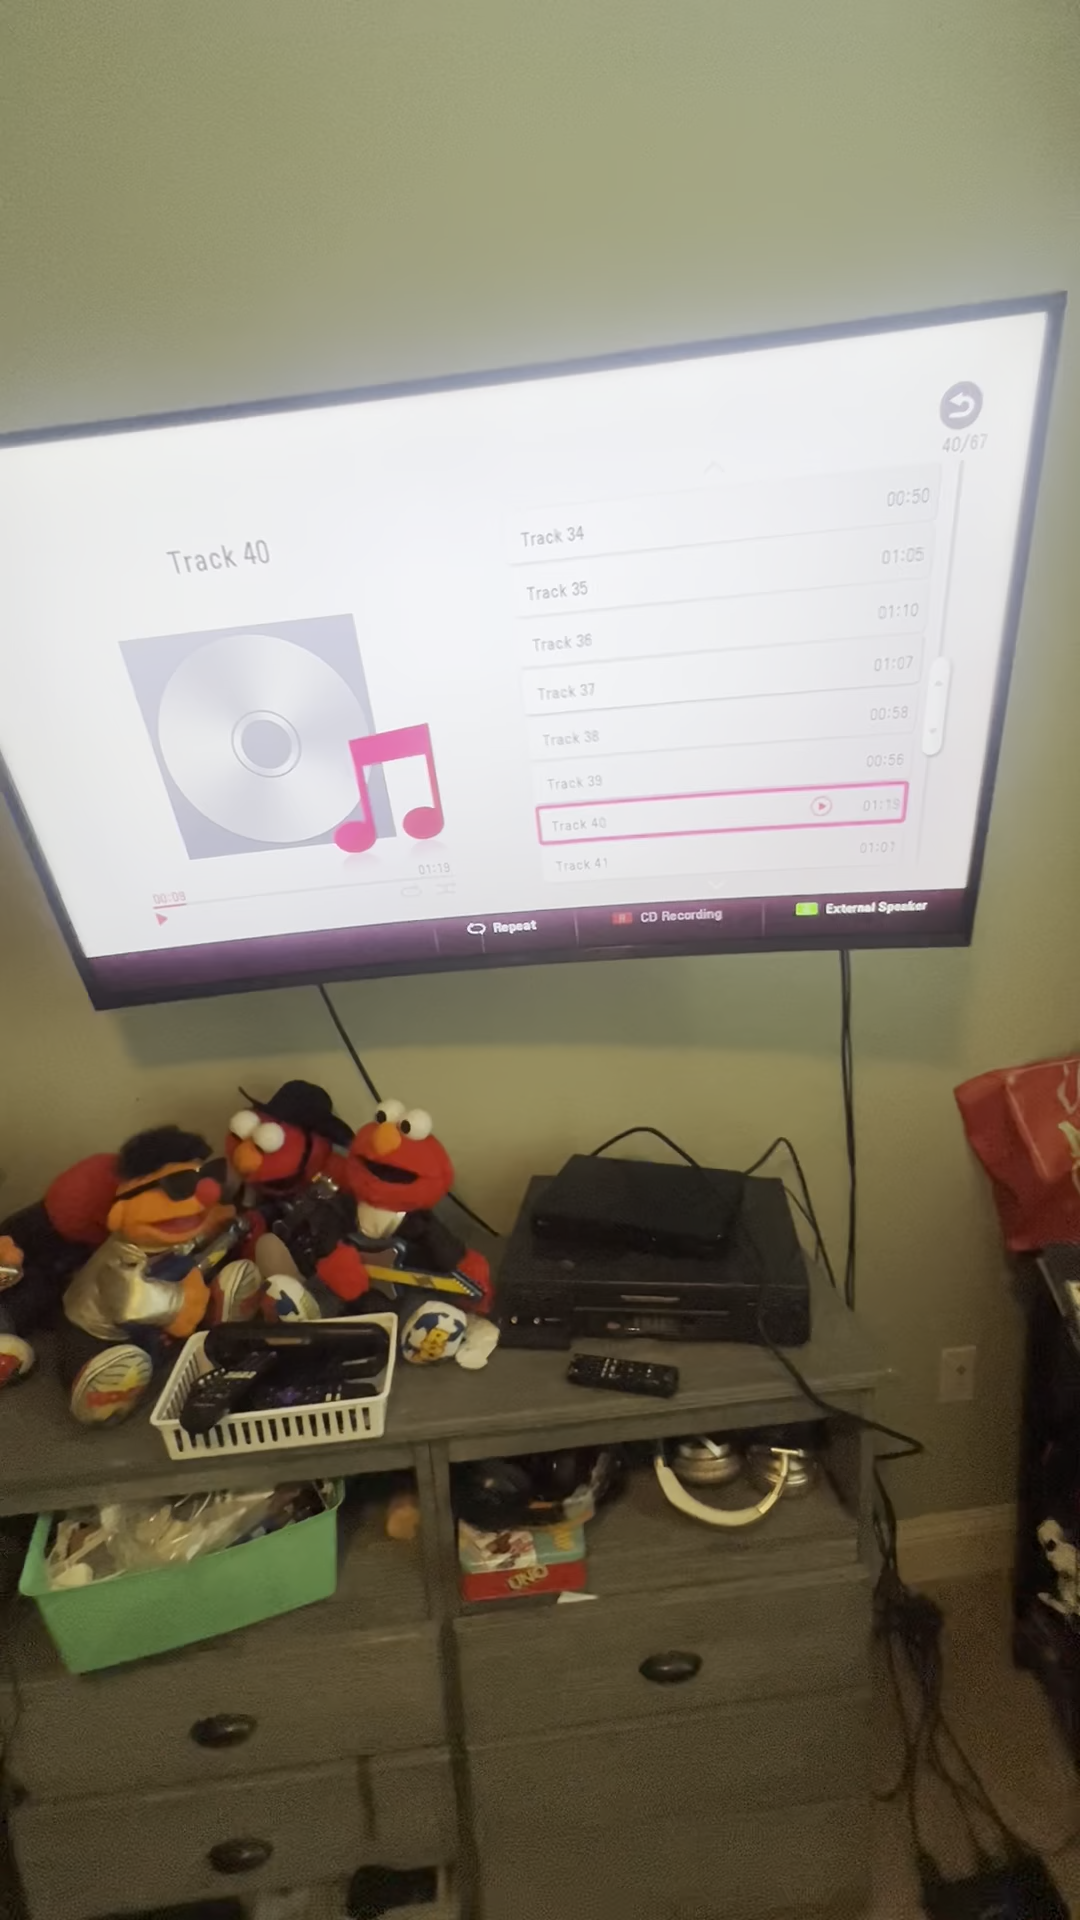 40/67
Track 40
00:50
Track 34
01:05
Track 35
01:10
Track 36
01:07
Track 37
00:58
Track 38
00:56
Track 39
01:19
Track 40
01:07
Track 41
01:19
00:08
Repeat
CD Recording
External Speaker
UNO